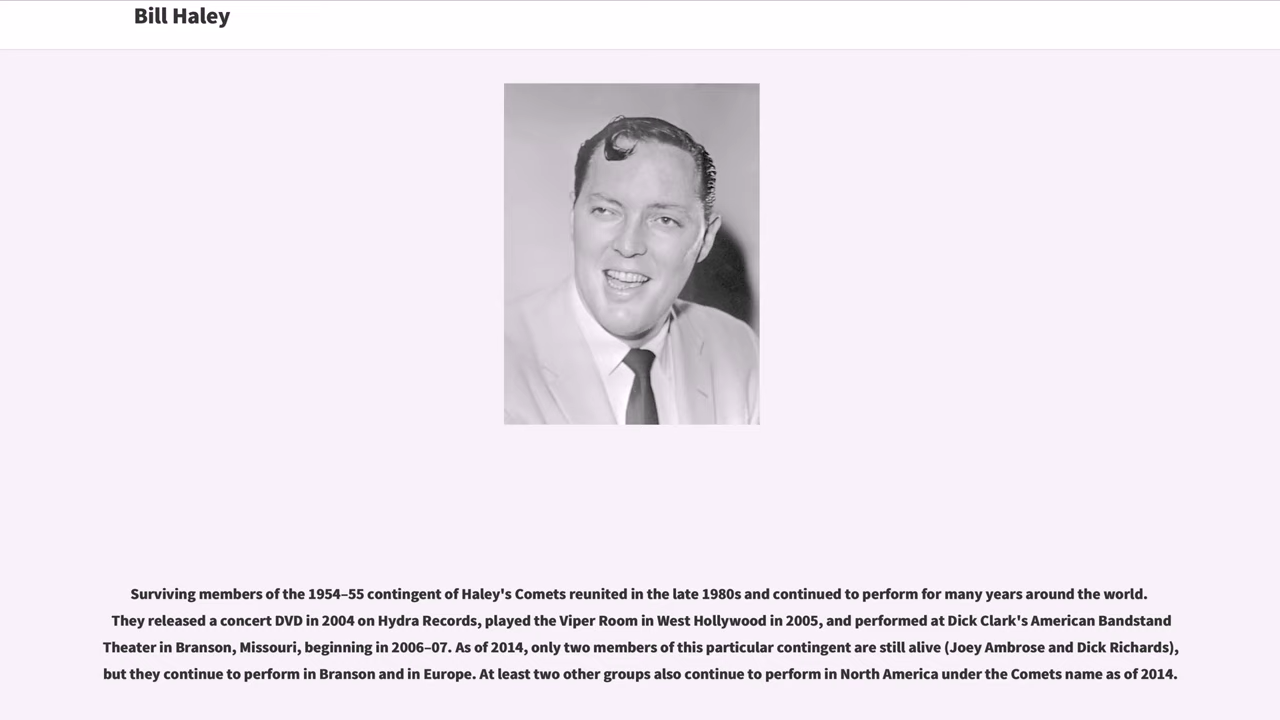 Bill Haley
Surviving members of the 1954–55 contingent of Haley's Comets reunited in the late 1980s and continued to perform for many years around the world.
They released a concert DVD in 2004 on Hydra Records, played the Viper Room in West Hollywood in 2005, and performed at Dick Clark's American Bandstand
Theater in Branson, Missouri, beginning in 2006–07. As of 2014, only two members of this particular contingent are still alive (Joey Ambrose and Dick Richards),
but they continue to perform in Branson and in Europe. At least two other groups also continue to perform in North America under the Comets name as of 2014.